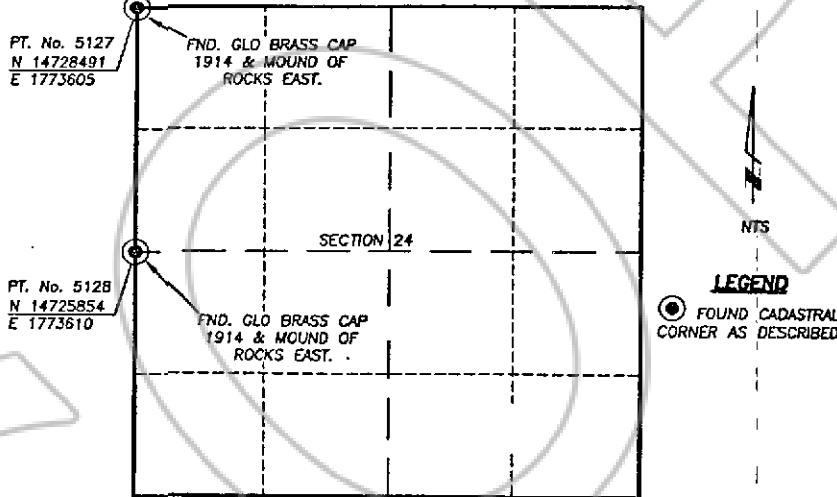 PT. No. 5127
N 14728491
E 1773605
FND. GLO BRASS CAP
1914 & MOUND OF
ROCKS EAST.
NTS
SECTION 24
PT. No. 5128
N 14725854
E 1773610
FND. GLO BRASS CAP
1914 & MOUND OF
ROCKS EAST.
LEGEND
FOUND CADASTRAL
CORNER AS DESCRIBED